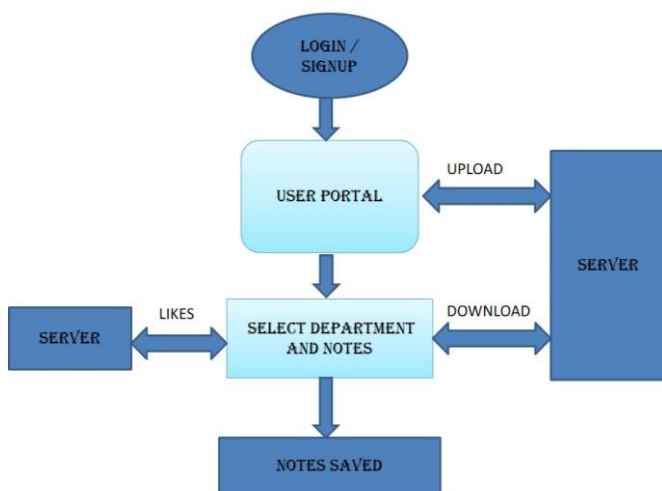 LOGIN /
SIGNUP
UPLOAD
USER PORTAL
SERVER
LIKES
DOWNLOAD
SERVER
SELECT DEPARTMENT
AND NOTES
NOTES SAVED